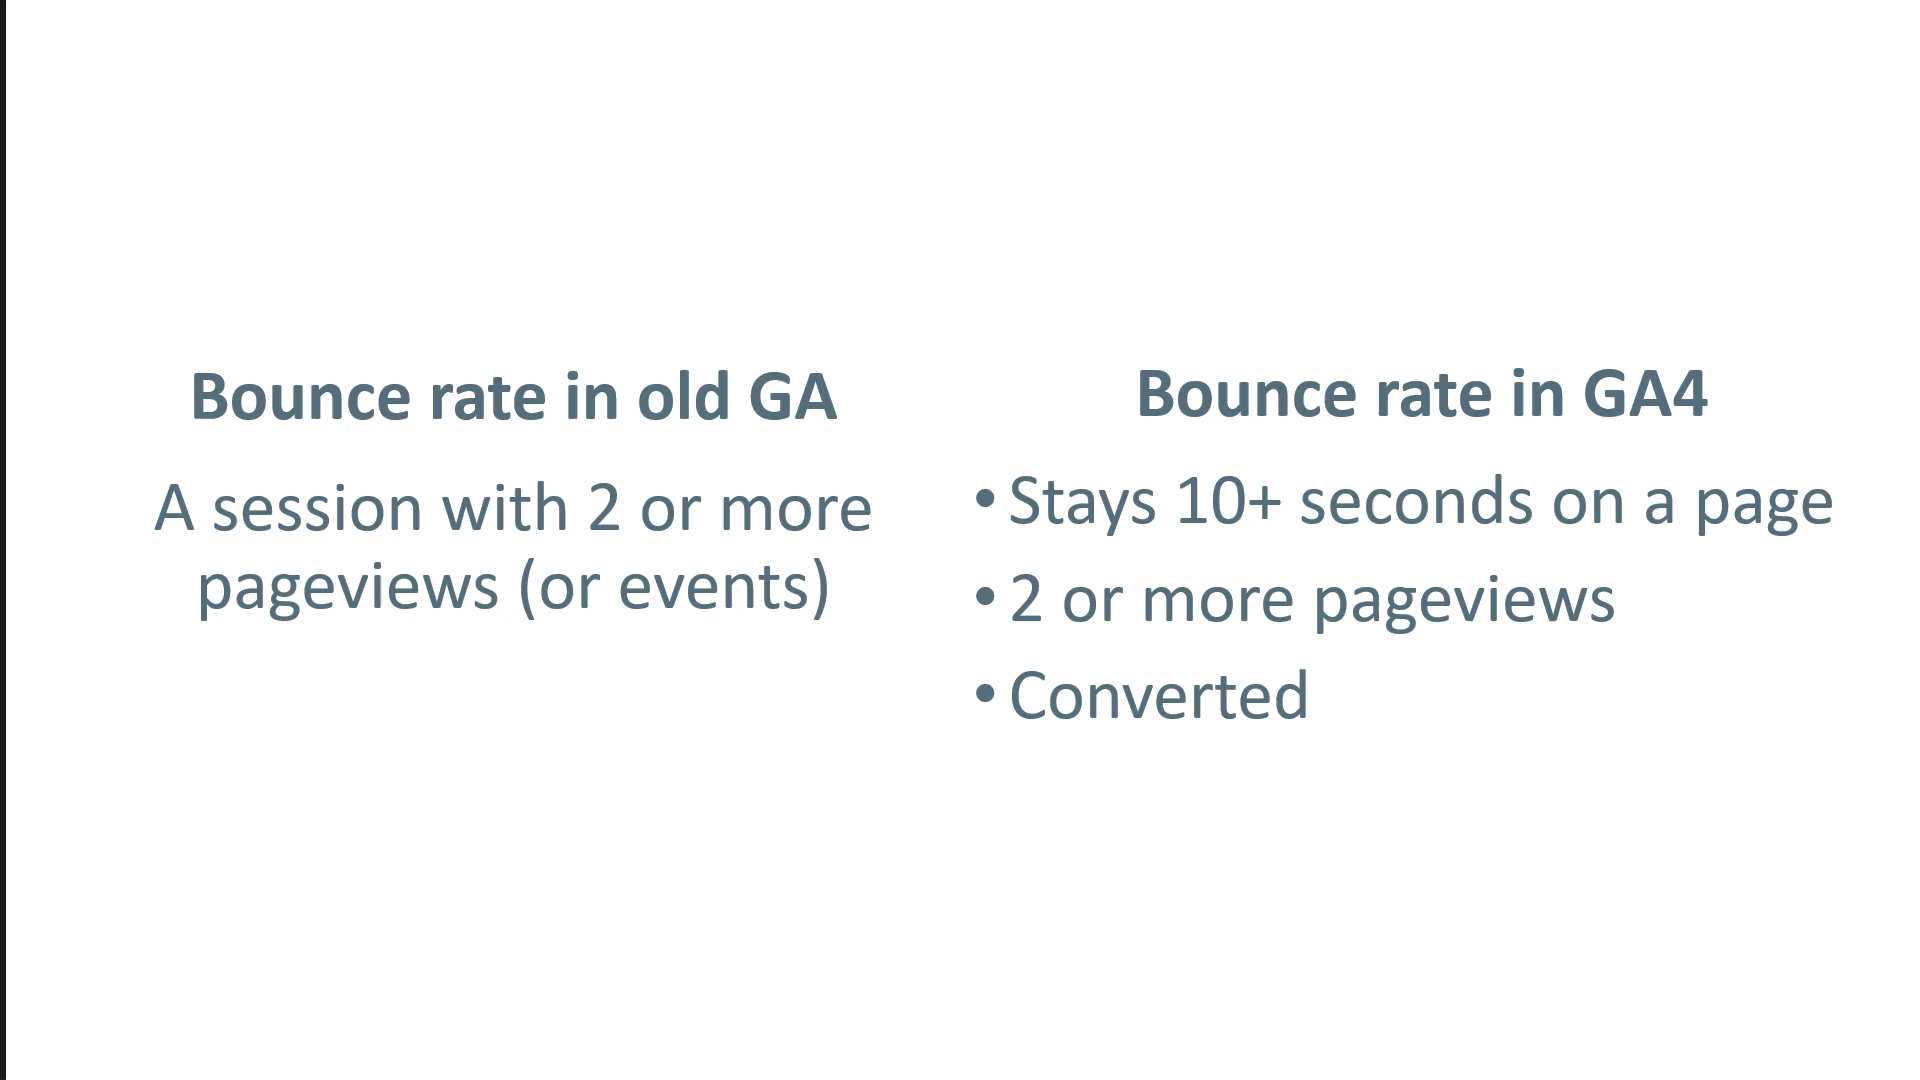 Bounce rate in old GA
A session with 2 or more
pageviews (or events)
Bounce rate in GA4
• Stays 10+ seconds on a page
• 2 or more pageviews
• Converted